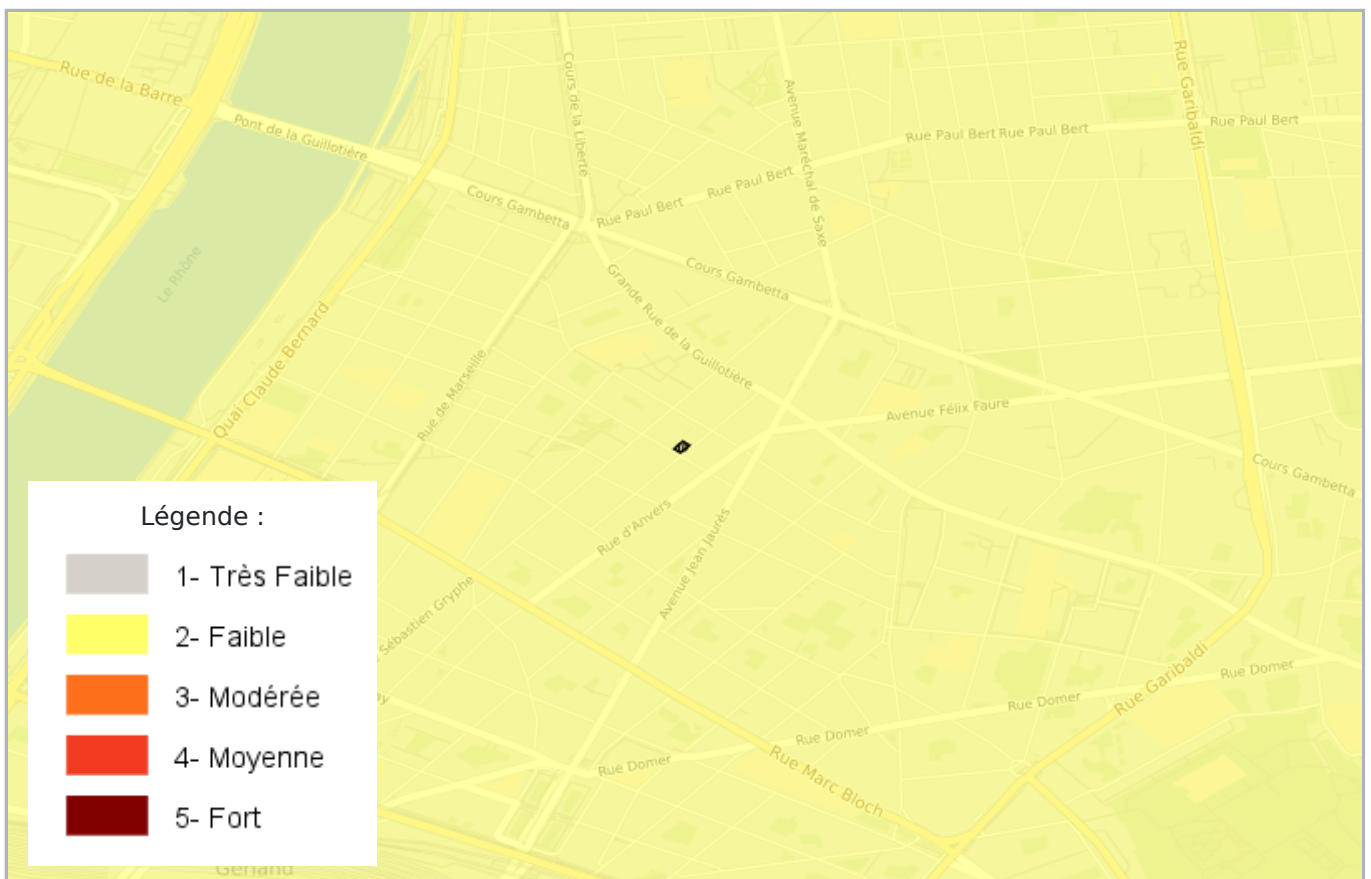 Rue de la Barre
Pont de la Guillotière
Cours de la Liberté
Avenue Maréchal de Saxe
Rue Garibaldi
Rue Paul Bert
Rue Paul Bert
Rue Paul Bert
Rue Paul Bert
Rue Paul Bert
Cours Gambetta
Le Rhône
Grande Rue de la Guillotière
Cours Gambetta
Quai Claude Bernard
Rue de Marseille
Avenue Félix Faure
Cours Gambetta
Rue d'Anvers
Avenue Jean Jaurès
Sébastien Gryphe
Légende :
1- Très Faible
2- Faible
3- Modérée
4- Moyenne
5- Fort
Rue Domer
Rue Domer
Rue Domer
Rue Domer
Rue Garibaldi
Rue Marc Bloch
Gerland